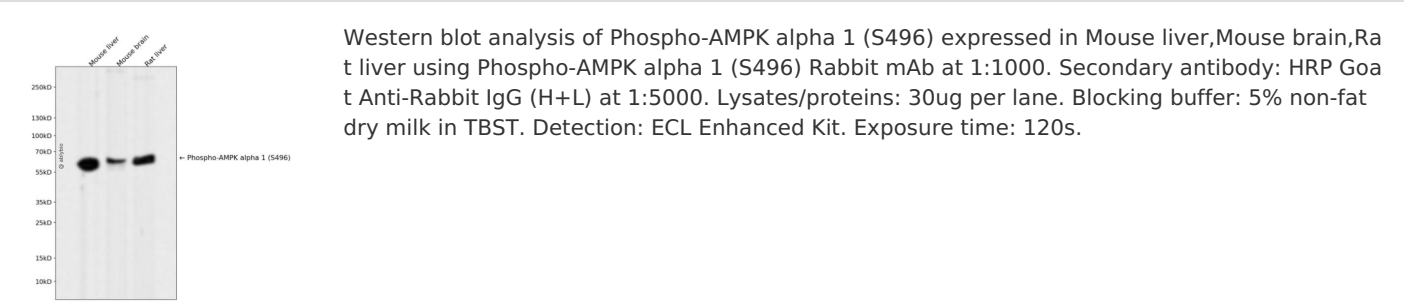 Mouse liver
Mouse brain
Rat liver
Western blot analysis of Phospho-AMPK alpha 1 (S496) expressed in Mouse liver,Mouse brain,Ra
t liver using Phospho-AMPK alpha 1 (S496) Rabbit mAb at 1:1000. Secondary antibody: HRP Goa
t Anti-Rabbit IgG (H+L) at 1:5000. Lysates/proteins: 30ug per lane. Blocking buffer: 5% non-fat
dry milk in TBST. Detection: ECL Enhanced Kit. Exposure time: 120s.
250kD
130kD
100kD
70kD
55kD
35kD
25kD
15kD
10kD
← Phospho-AMPK alpha 1 (S496)